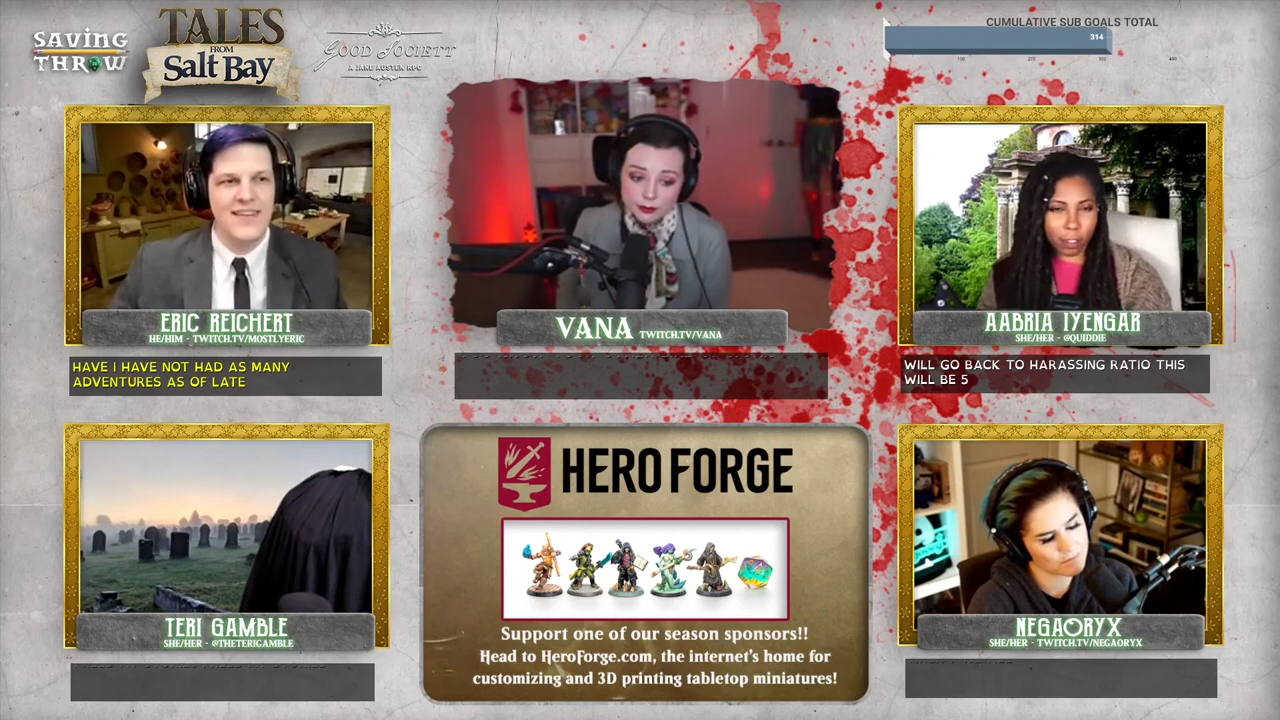 SAVING
THROW
TALES
FROM
Salt Bay
GOOD SOCIETY
A JANE AUSTEN RPG
CUMULATIVE SUB GOALS TOTAL
314
100 200 300 400
ERIC REICHERT
HE/HIM - TWITCH.TV/MOSTLYERIC
HAVE I HAVE NOT HAD AS MANY
ADVENTURES AS OF LATE
VANA TWITCH.TV/VANA
AABRIA IYENGAR
SHE/HER - @QUIDDIE
WILL GO BACK TO HARASSING RATIO THIS
WILL BE 5
TERI GAMBLE
SHE/HER - @THETERIGAMBLE
HERO FORGE
Support one of our season sponsors!!
Head to HeroForge.com, the internet's home for
customizing and 3D printing tabletop miniatures!
NEGAORYX
SHE/HER - TWITCH.TV/NEGAORYX